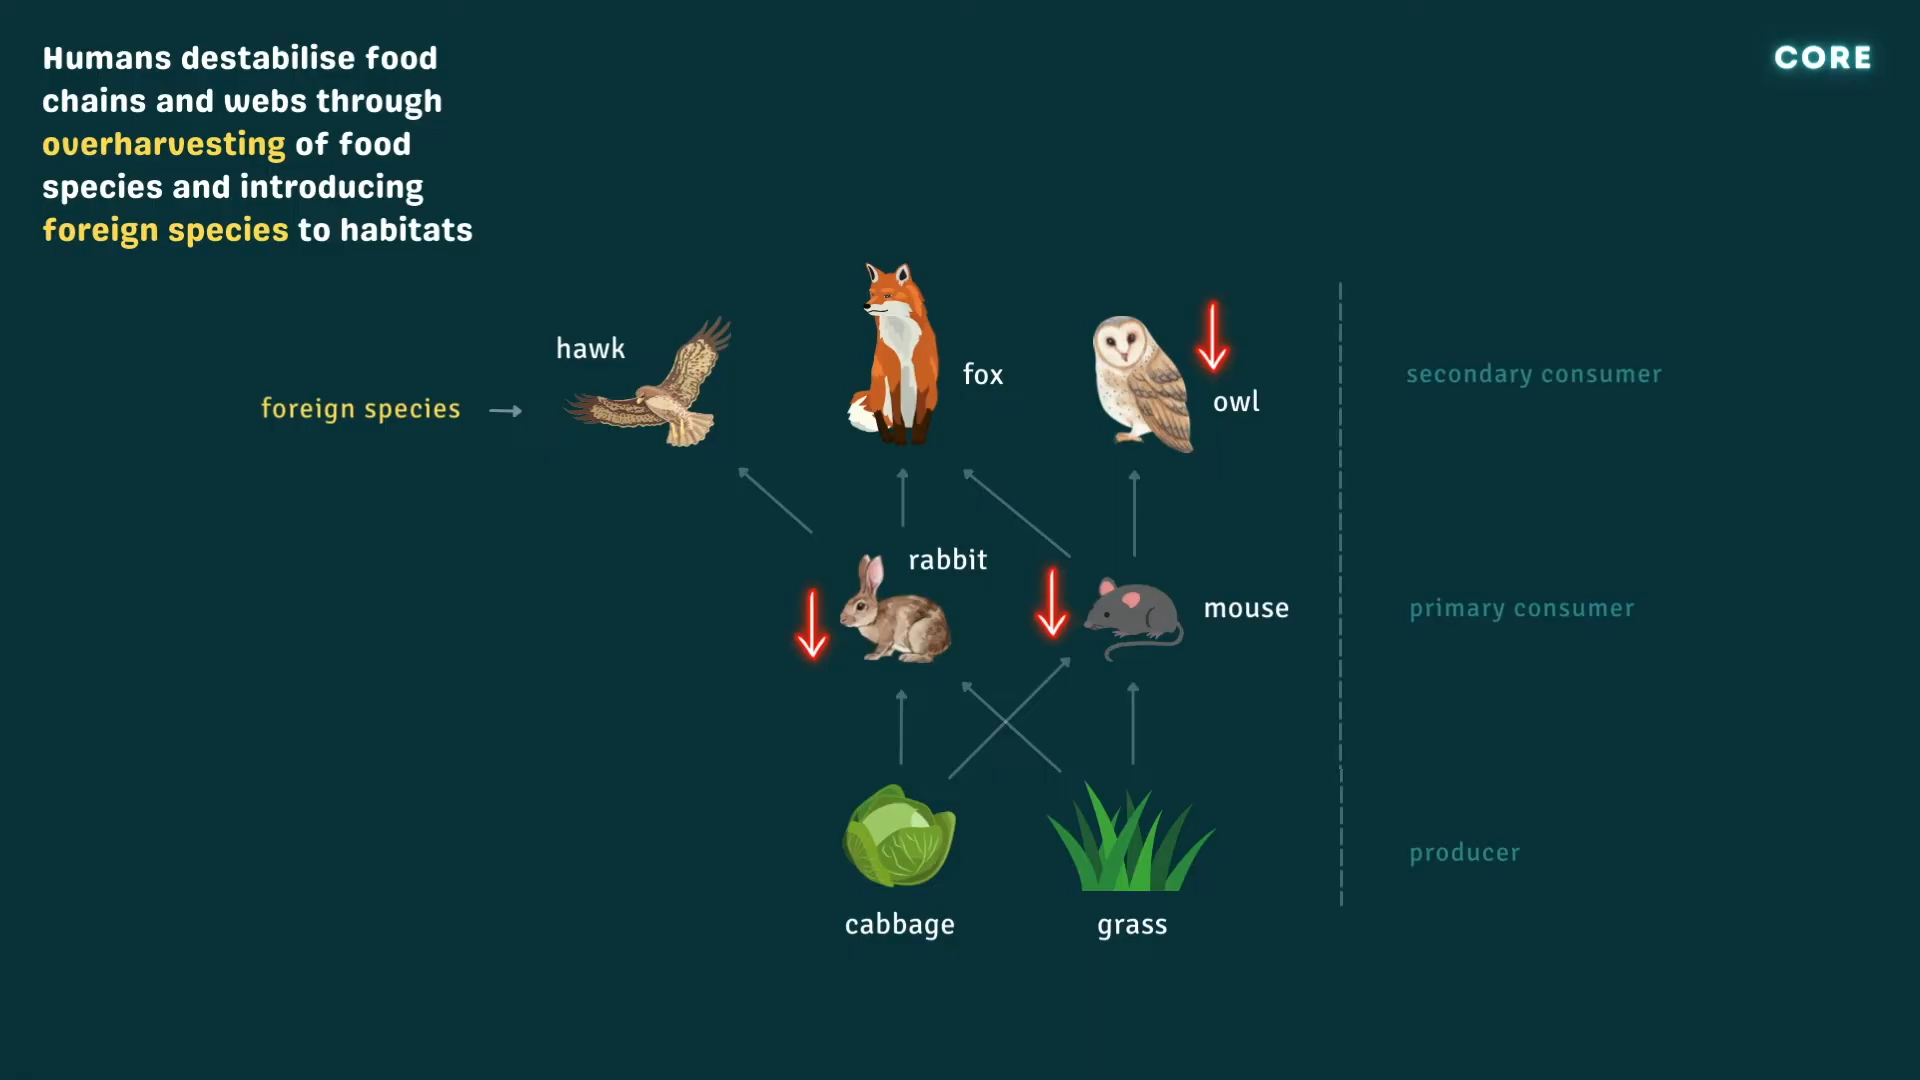 Humans destabilise food
chains and webs through
overharvesting of food
species and introducing
foreign species to habitats
CORE
hawk
fox
owl
secondary consumer
foreign species
rabbit
mouse
primary consumer
producer
cabbage
grass